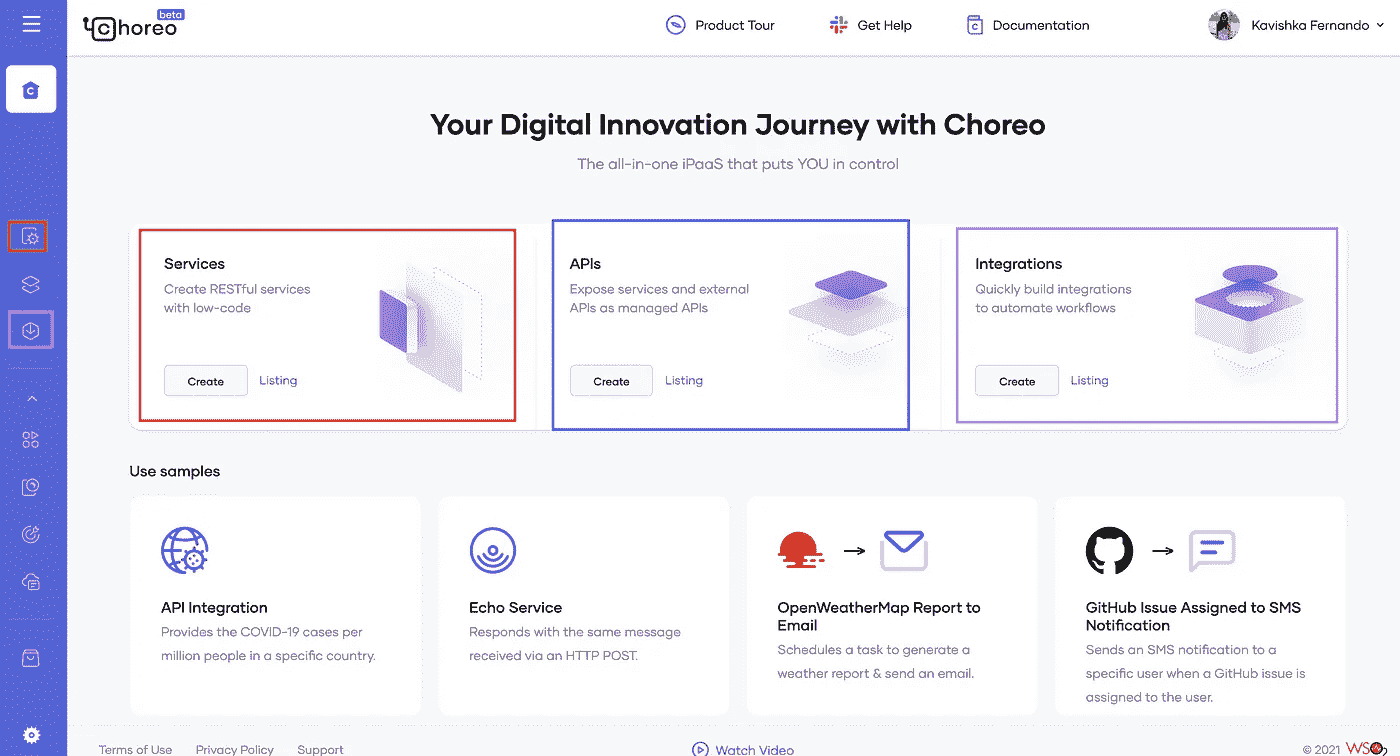 beta
Choreo
Product Tour
Get Help
Documentation
Kavishka Fernando
Your Digital Innovation Journey with Choreo
The all-in-one iPaaS that puts YOU in control
Services
Create RESTful services
with low-code
Create
Listing
APIs
Expose services and external
APIs as managed APIs
Create
Listing
Integrations
Quickly build integrations
to automate workflows
Create
Listing
Use samples
API Integration
Provides the COVID-19 cases per
million people in a specific country.
Echo Service
Responds with the same message
received via an HTTP POST.
OpenWeatherMap Report to
Email
Schedules a task to generate a
weather report & send an email.
GitHub Issue Assigned to SMS
Notification
Sends an SMS notification to a
specific user when a GitHub issue is
assigned to the user.
Terms of Use
Privacy Policy
Support
Watch Video
© 2021 WSO2